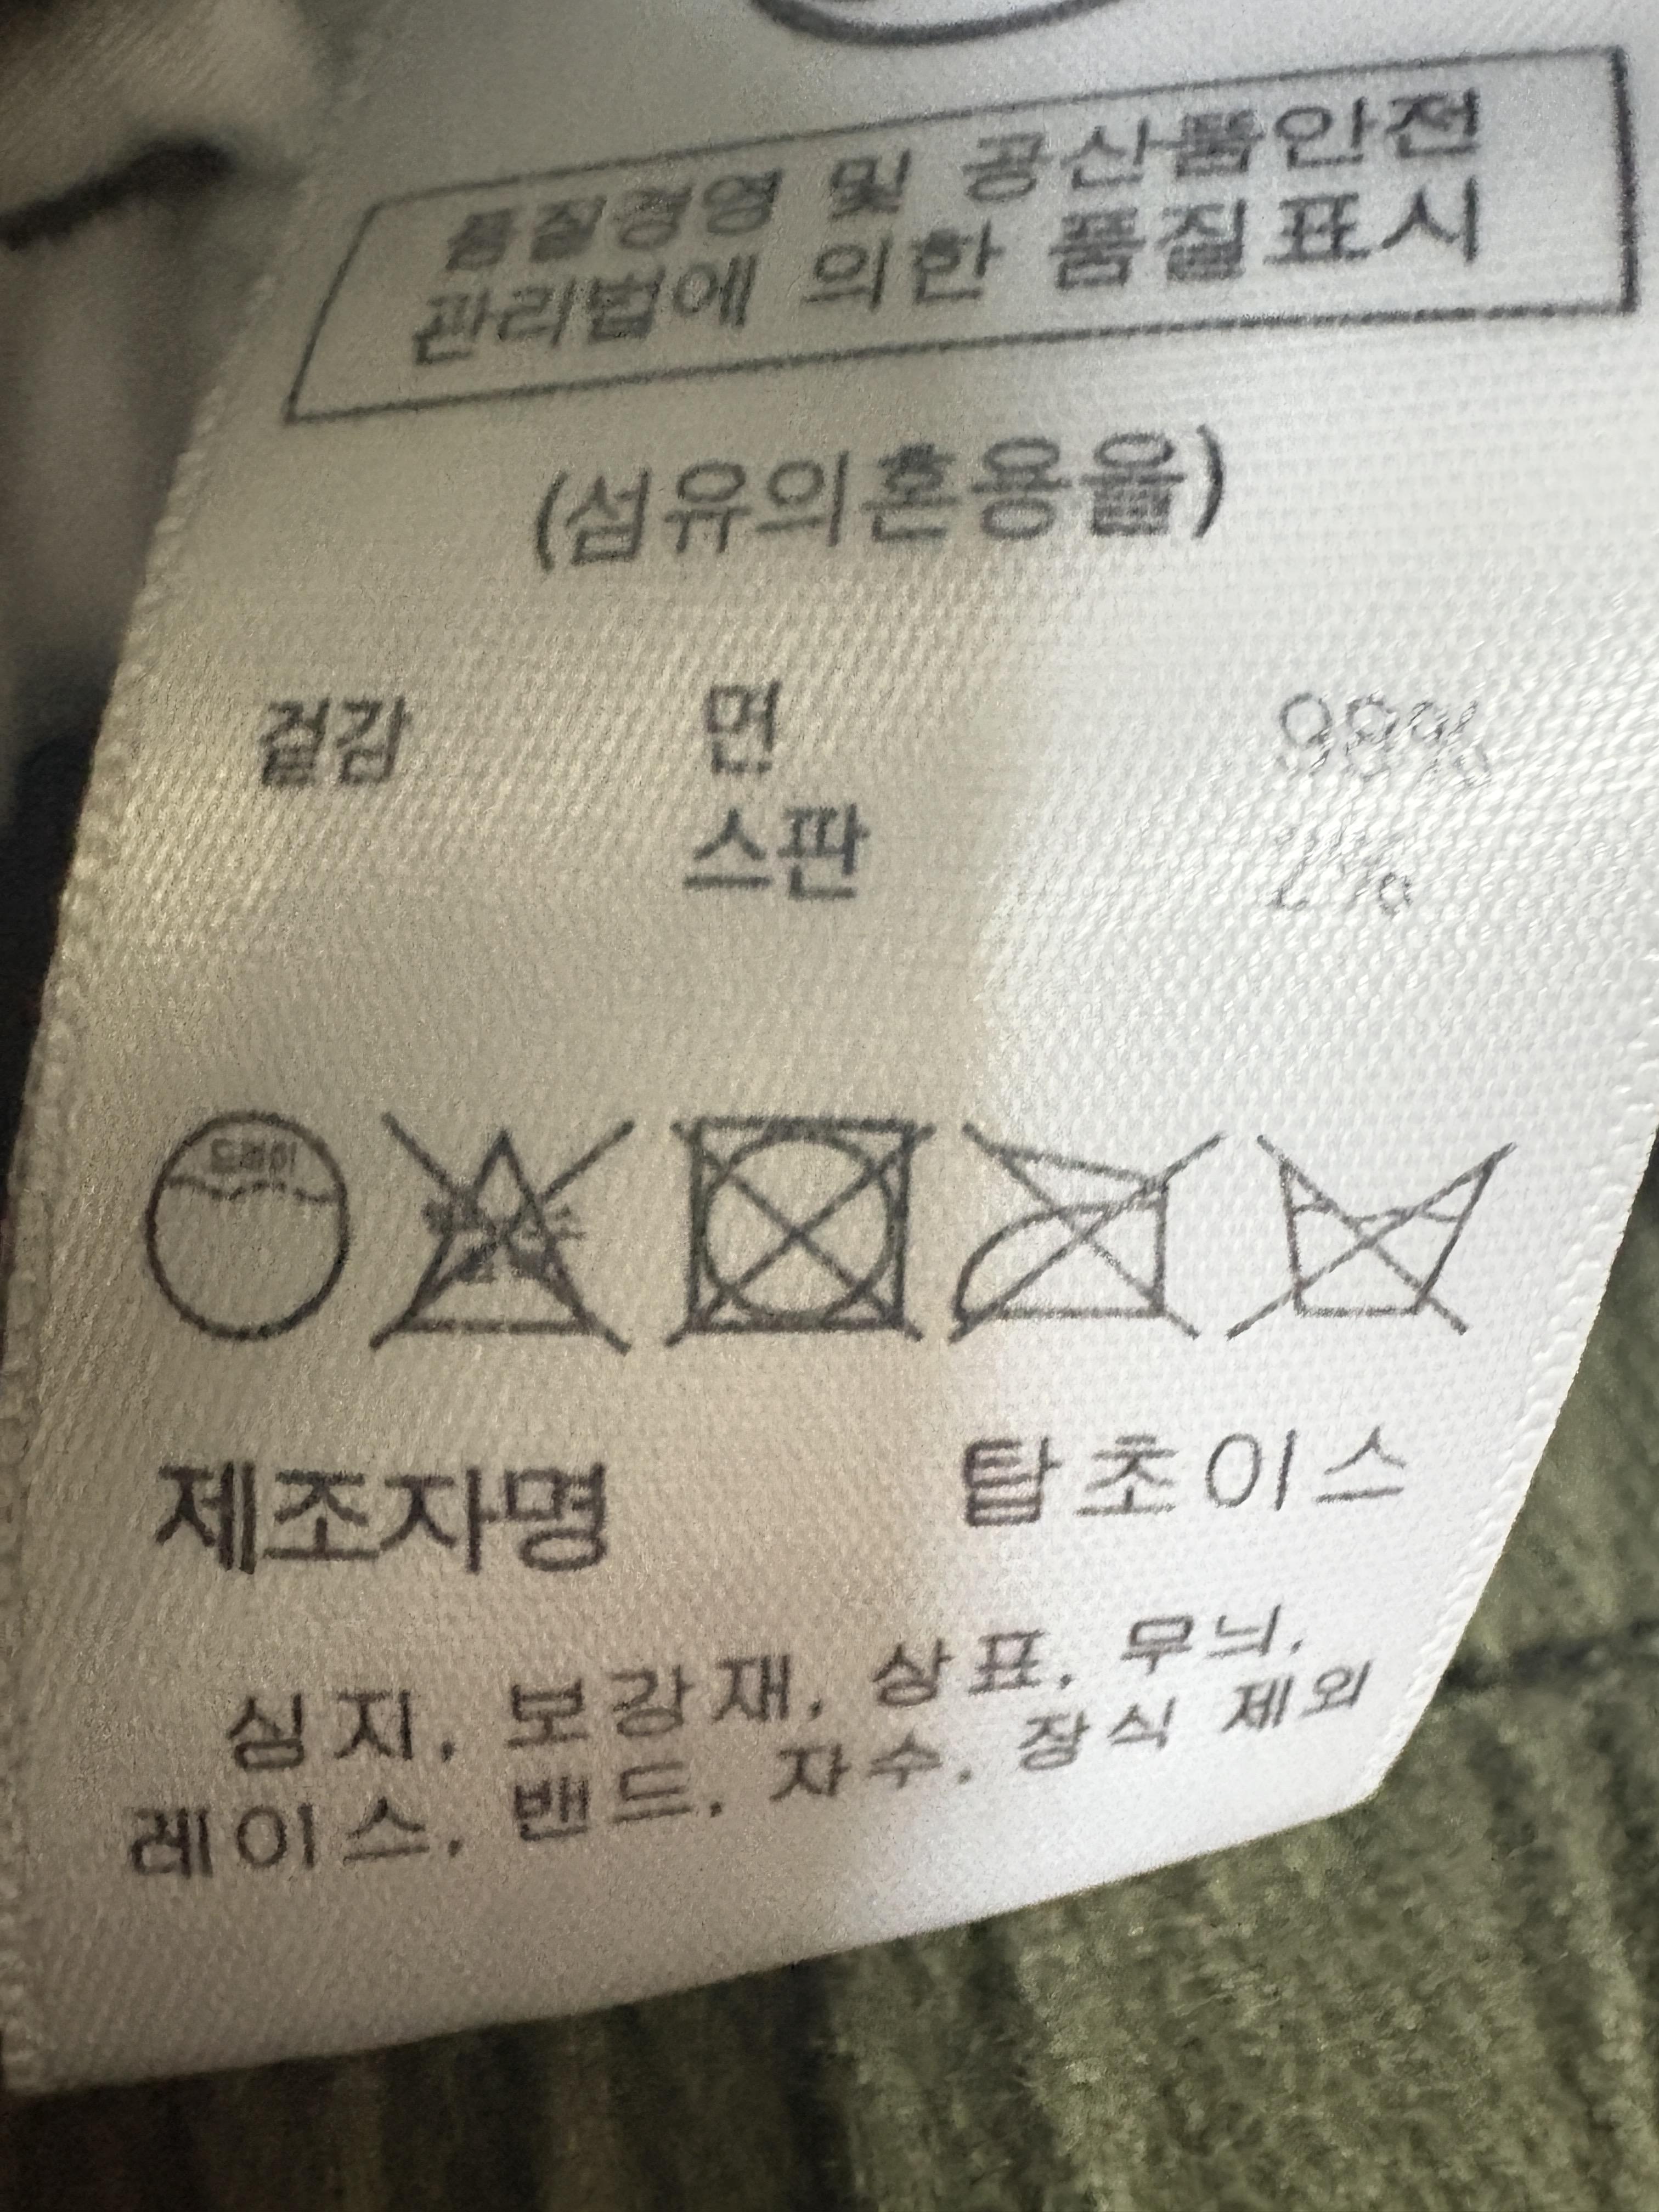 품질경영 및 공산품안전
관리법에 의한 품질표시
(섬유의혼용율)
겉감 면 98%
스판 2%
드라이
제조자명 탑초이스
심지, 보강재, 상표, 무늬,
레이스, 밴드, 자수, 장식 제외